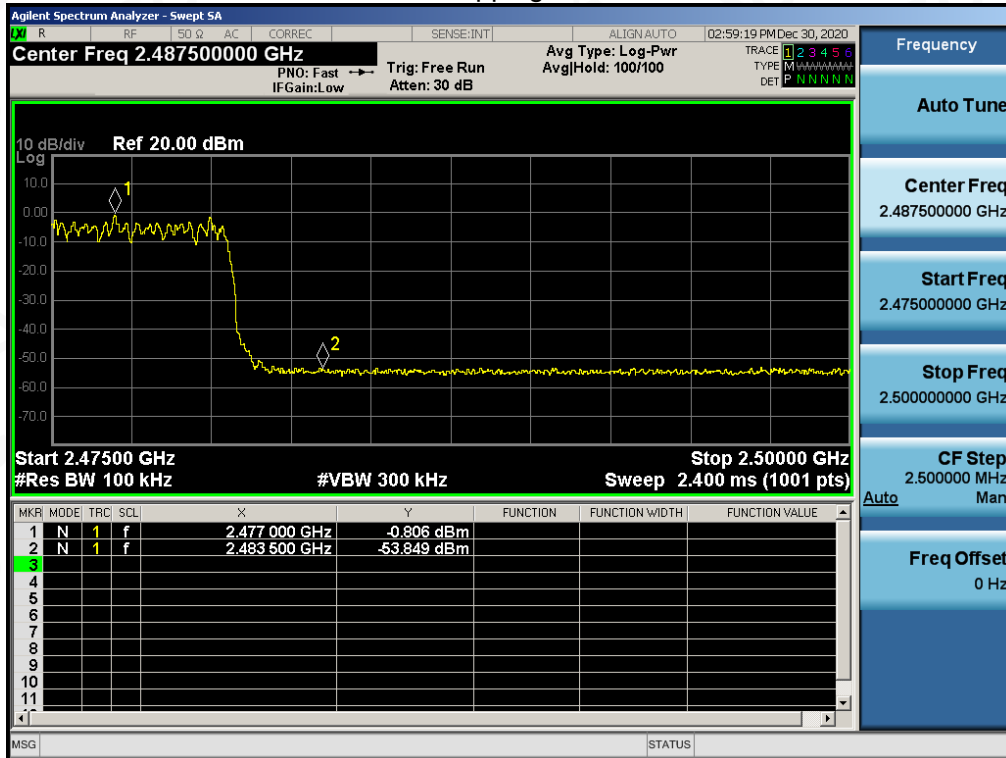 Agilent Spectrum Analyzer - Swept SA
LXI R RF 50 Ω AC CORREC SENSE:INT ALIGN AUTO 02:59:19 PM Dec 30, 2020
Center Freq 2.487500000 GHz
PNO: Fast
IFGain:Low
Trig: Free Run
Atten: 30 dB
Avg Type: Log-Pwr
Avg|Hold: 100/100
TRACE 1 2 3 4 5 6
TYPE M
DET P N N N N N
10 dB/div Ref 20.00 dBm
Log
10.0
0.00
-10.0
-20.0
-30.0
-40.0
-50.0
-60.0
-70.0
1
2
Start 2.47500 GHz Stop 2.50000 GHz
#Res BW 100 kHz #VBW 300 kHz Sweep 2.400 ms (1001 pts)
MKR MODE TRC SCL X Y FUNCTION FUNCTION WIDTH FUNCTION VALUE
1 N 1 f 2.477 000 GHz -0.806 dBm
2 N 1 f 2.483 500 GHz -53.849 dBm
3
4
5
6
7
8
9
10
11
MSG STATUS
Frequency
Auto Tune
Center Freq
2.487500000 GHz
Start Freq
2.475000000 GHz
Stop Freq
2.500000000 GHz
CF Step
2.500000 MHz
Auto Man
Freq Offset
0 Hz